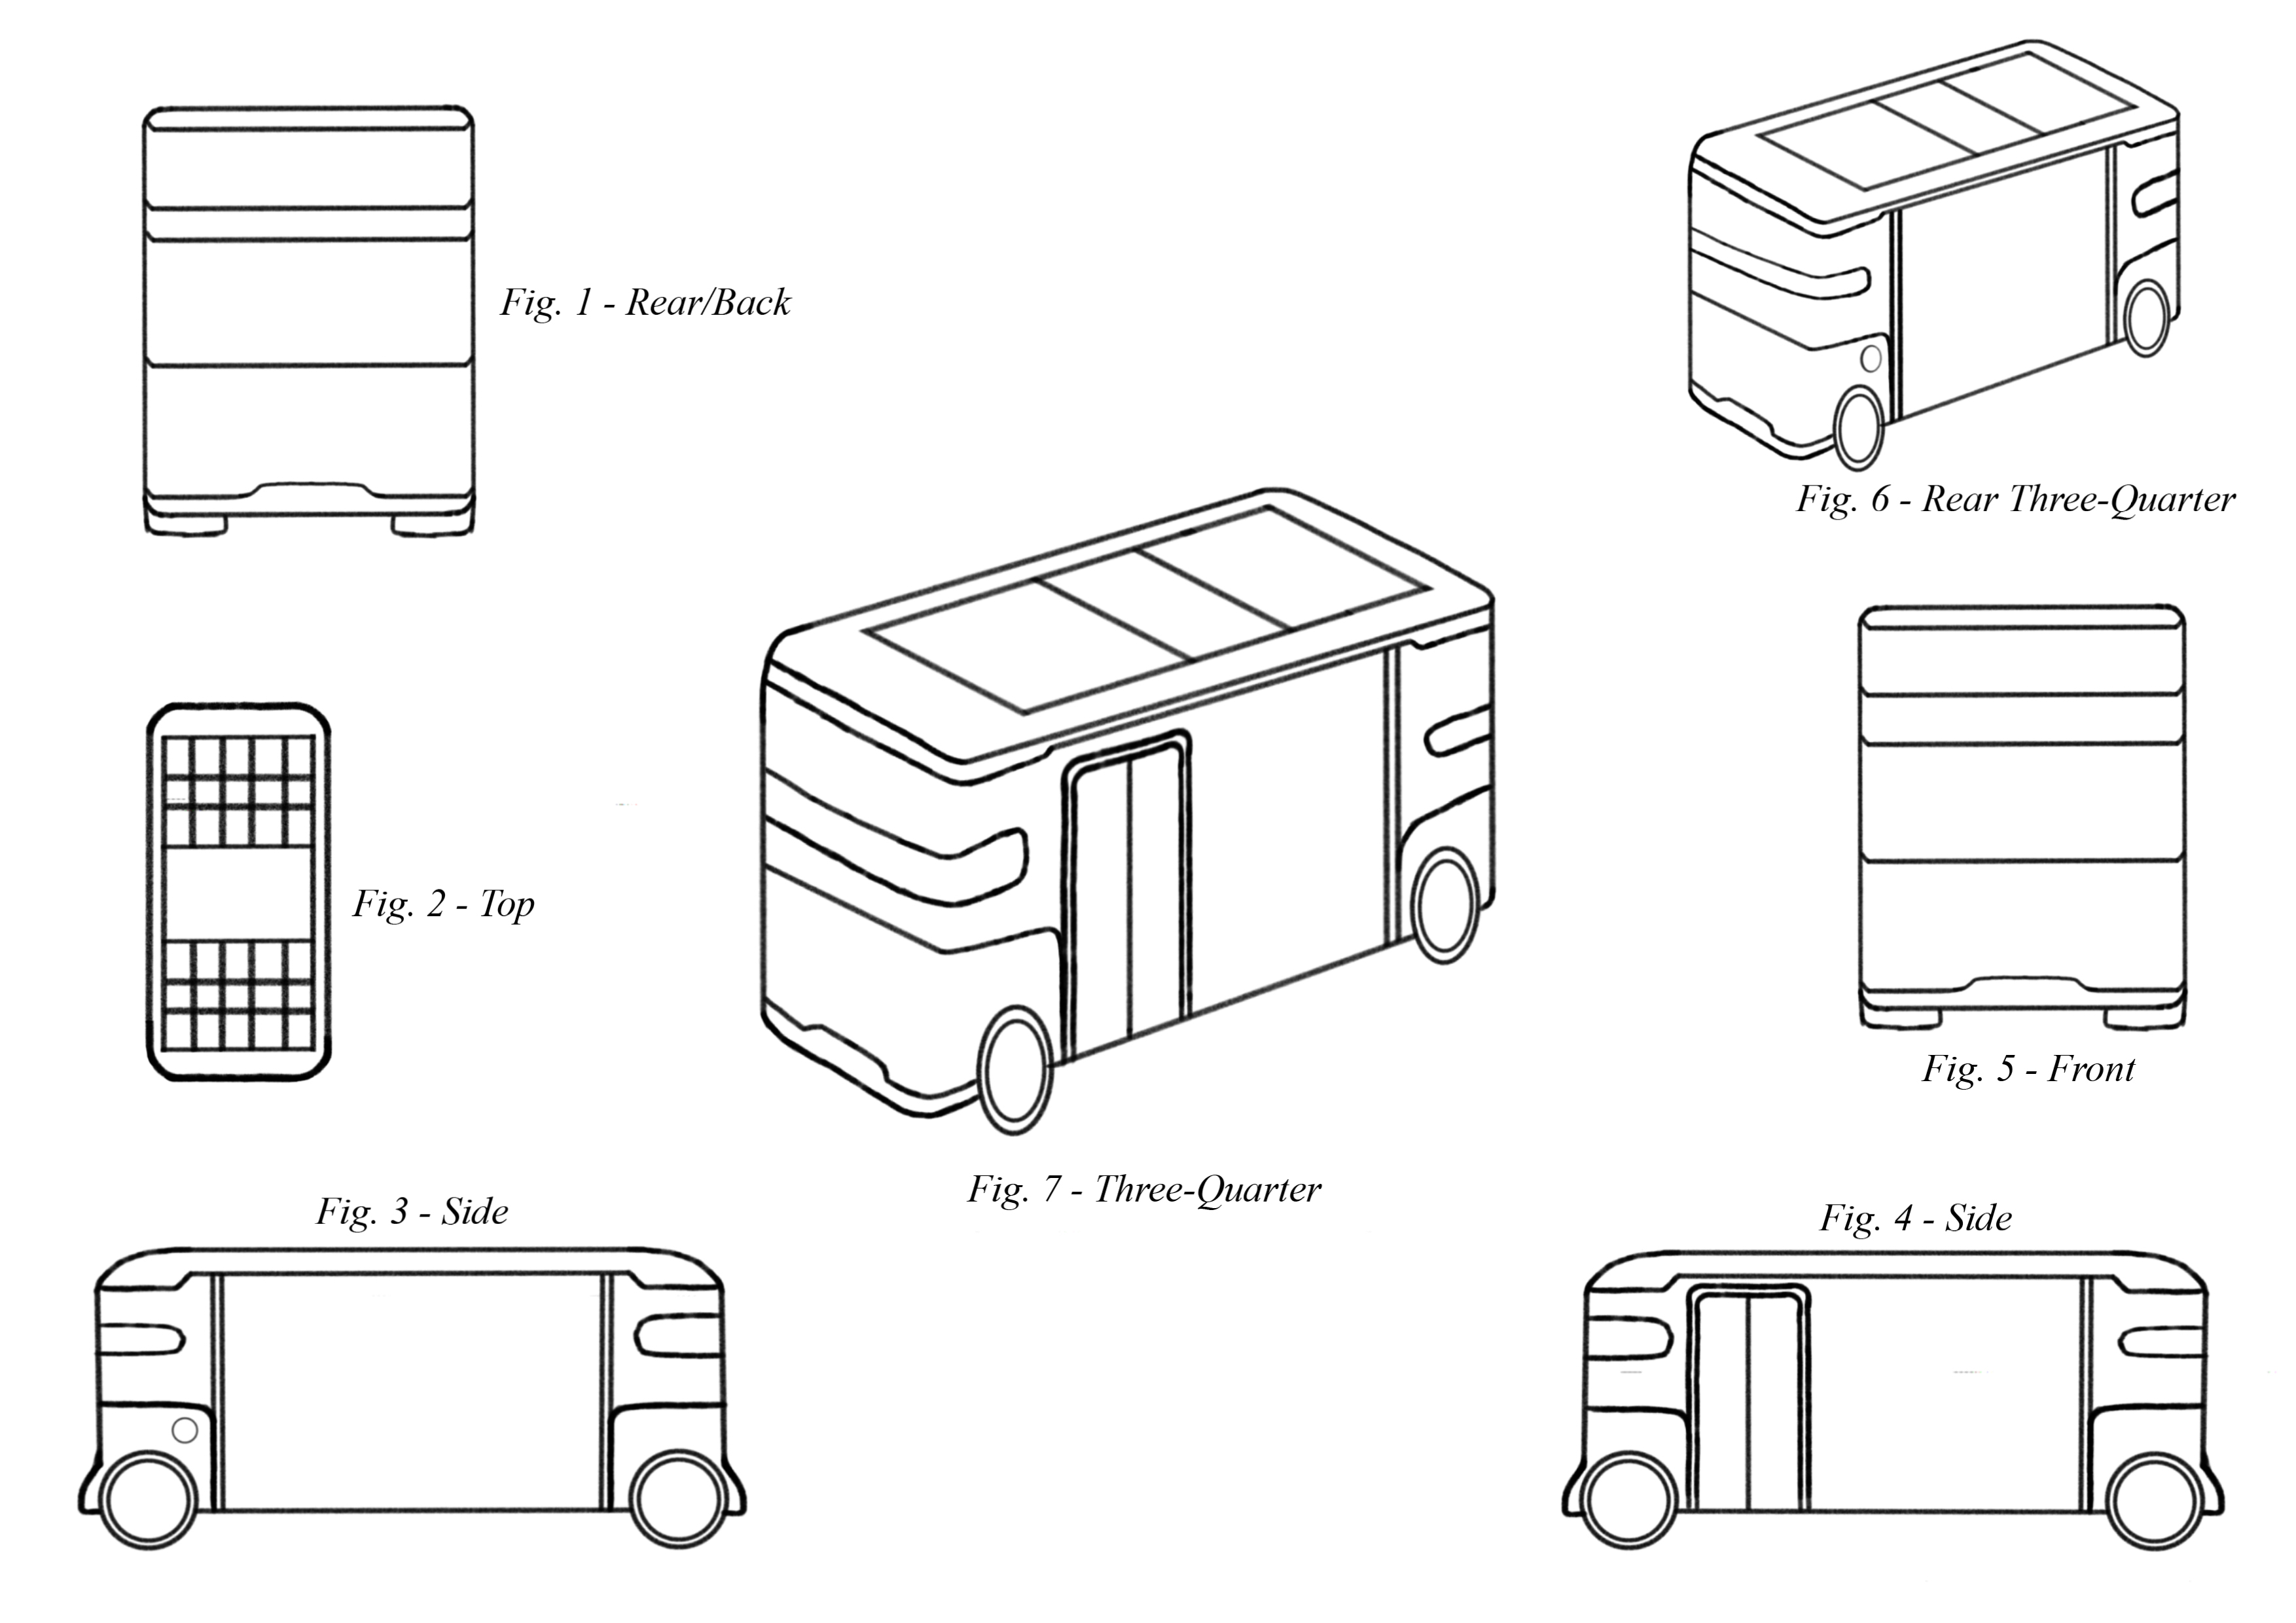 Fig. 1 - Rear/Back
Fig. 6 - Rear Three-Quarter
Fig. 2 - Top
Fig. 5 - Front
Fig. 7 - Three-Quarter
Fig. 3 - Side
Fig. 4 - Side